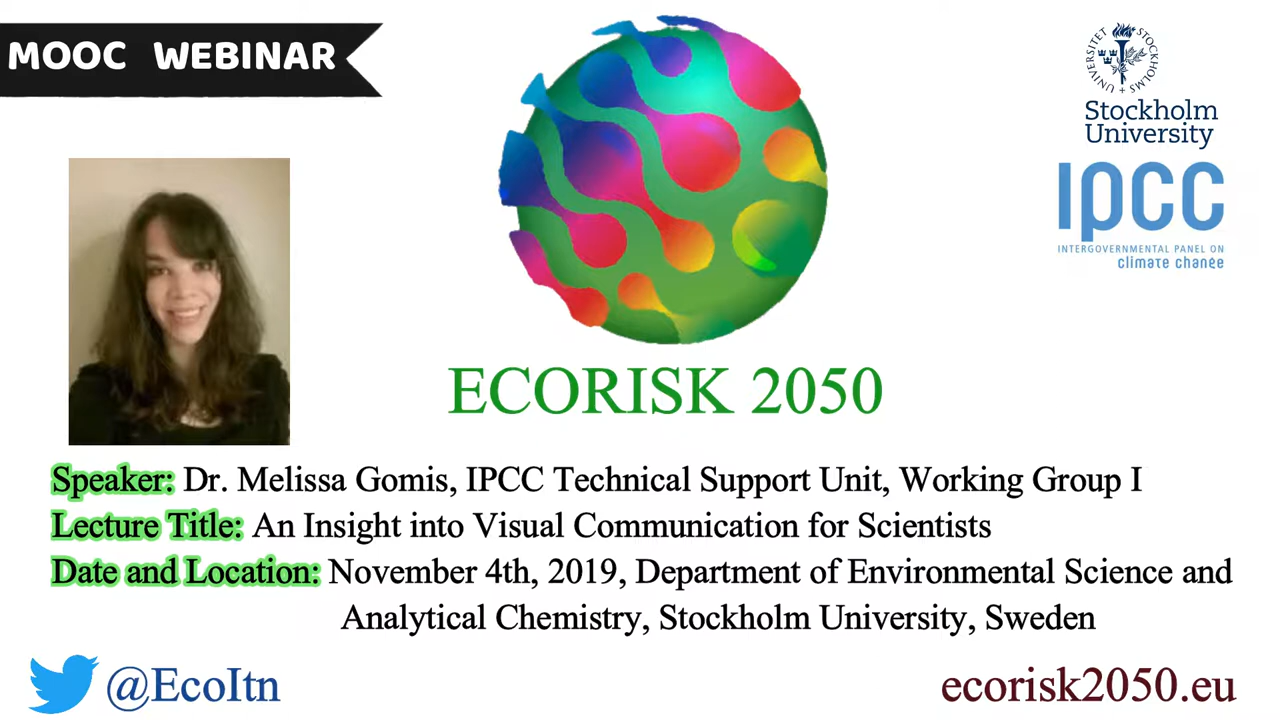 MOOC WEBINAR
UNIVERSITET STOCKHOLMS
Stockholm
University
ipcc
INTERGOVERNMENTAL PANEL ON
climate change
ECORISK 2050
Speaker: Dr. Melissa Gomis, IPCC Technical Support Unit, Working Group I
Lecture Title: An Insight into Visual Communication for Scientists
Date and Location: November 4th, 2019, Department of Environmental Science and
Analytical Chemistry, Stockholm University, Sweden
@EcoItn
ecorisk2050.eu